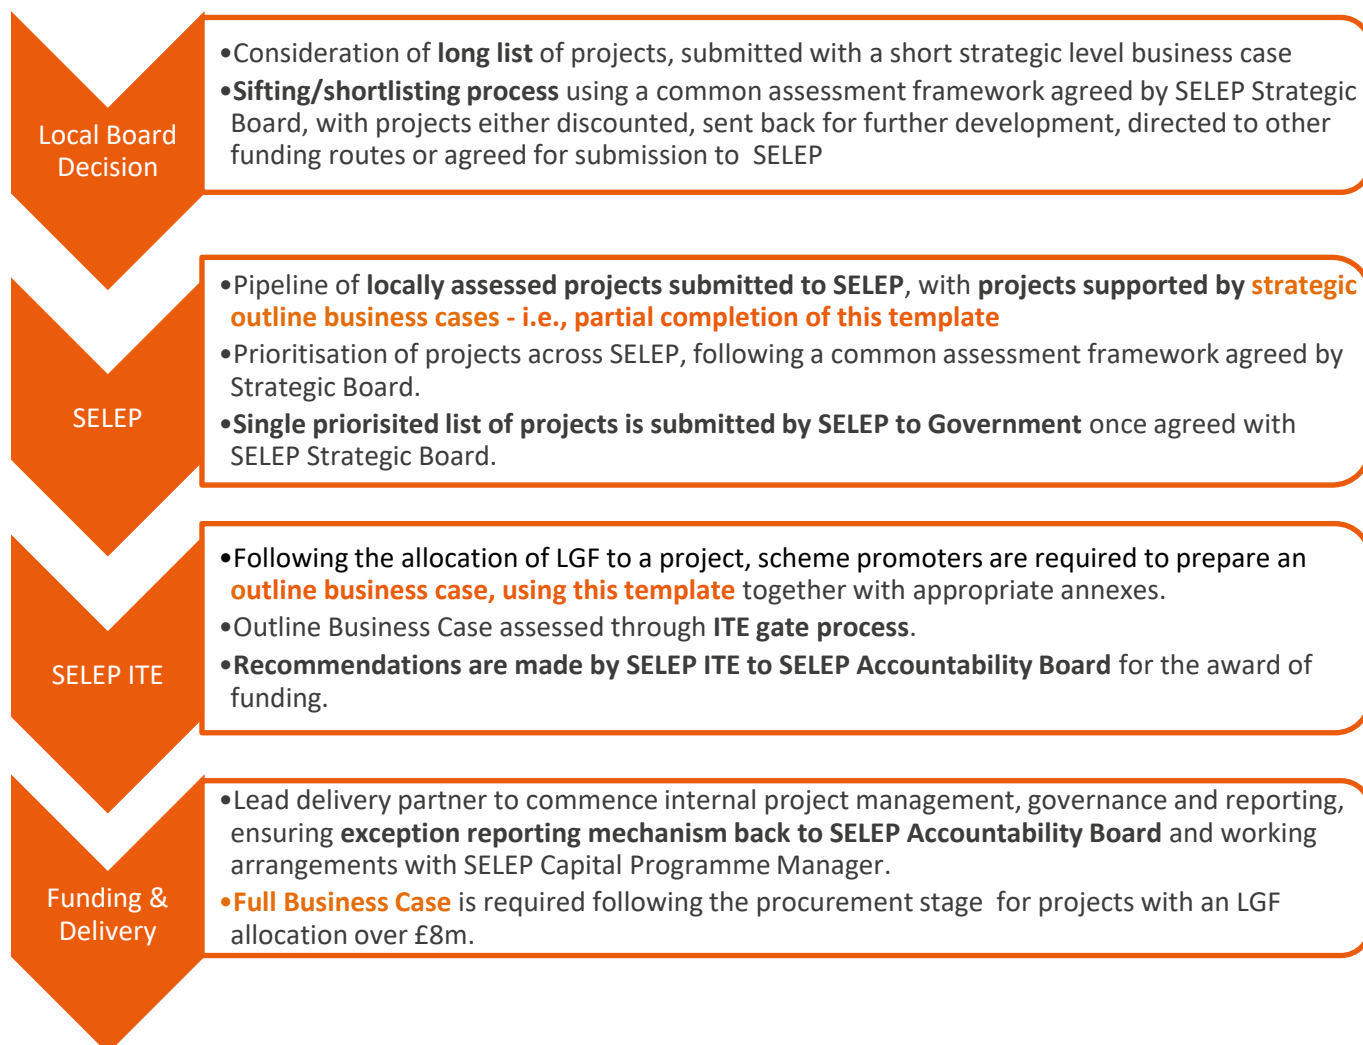 Local Board
Decision
•Consideration of long list of projects, submitted with a short strategic level business case
•Sifting/shortlisting process using a common assessment framework agreed by SELEP Strategic
Board, with projects either discounted, sent back for further development, directed to other
funding routes or agreed for submission to SELEP
SELEP
•Pipeline of locally assessed projects submitted to SELEP, with projects supported by strategic
outline business cases - i.e., partial completion of this template
•Prioritisation of projects across SELEP, following a common assessment framework agreed by
Strategic Board.
•Single priorisited list of projects is submitted by SELEP to Government once agreed with
SELEP Strategic Board.
SELEP ITE
•Following the allocation of LGF to a project, scheme promoters are required to prepare an
outline business case, using this template together with appropriate annexes.
•Outline Business Case assessed through ITE gate process.
•Recommendations are made by SELEP ITE to SELEP Accountability Board for the award of
funding.
Funding &
Delivery
•Lead delivery partner to commence internal project management, governance and reporting,
ensuring exception reporting mechanism back to SELEP Accountability Board and working
arrangements with SELEP Capital Programme Manager.
•Full Business Case is required following the procurement stage for projects with an LGF
allocation over £8m.